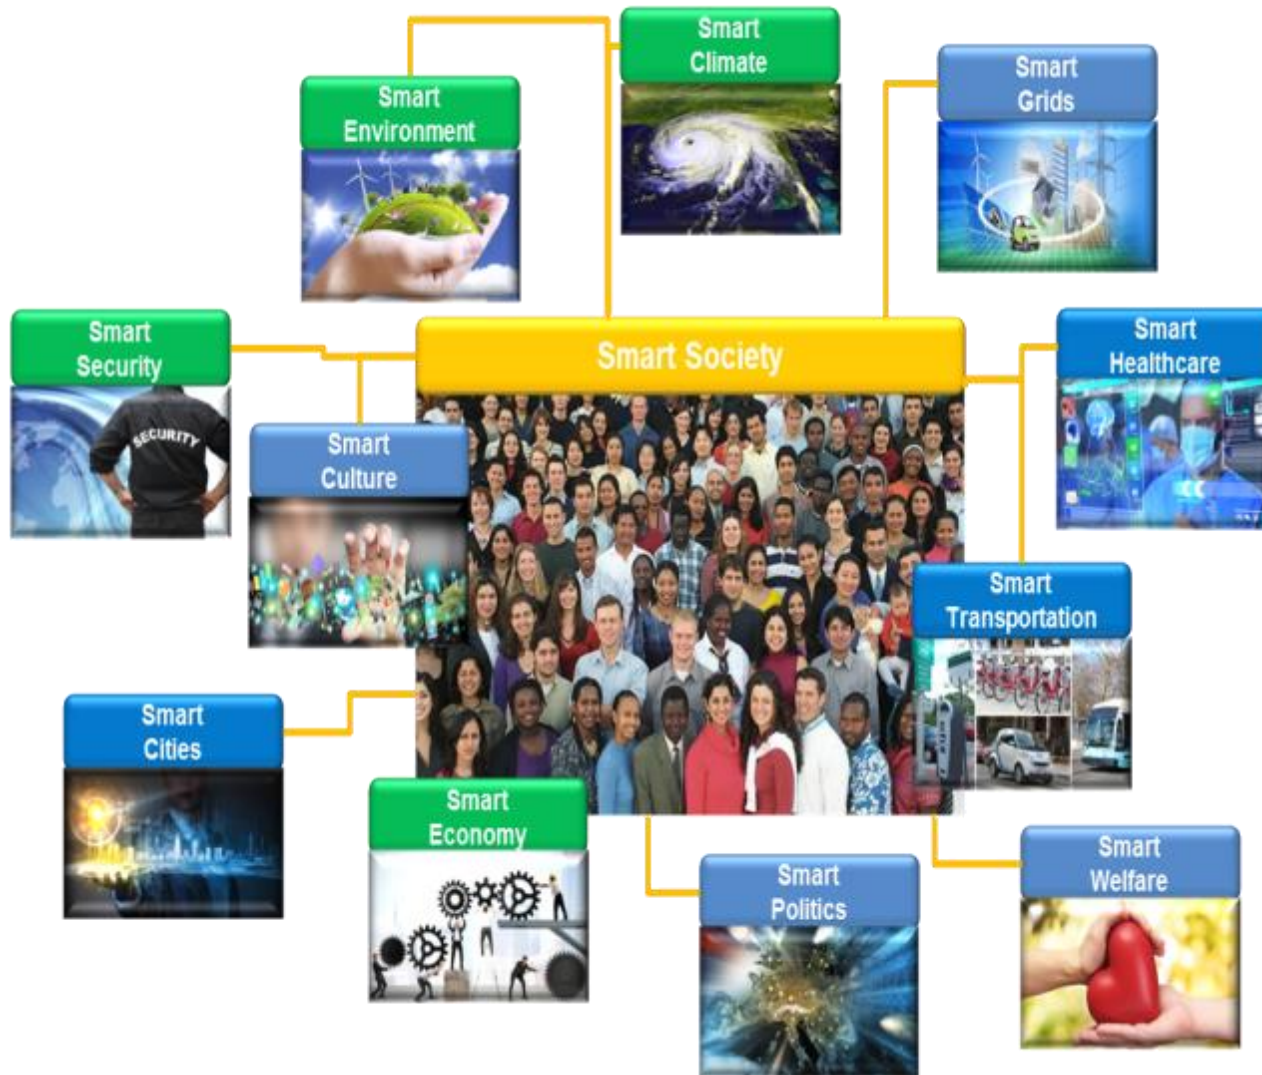 Smart
Climate
Smart
Grids
Smart
Environment
Smart
Security
SECURITY
Smart Society
Smart
Healthcare
Smart
Culture
Smart
Transportation
Smart
Cities
Smart
Economy
Smart
Politics
Smart
Welfare